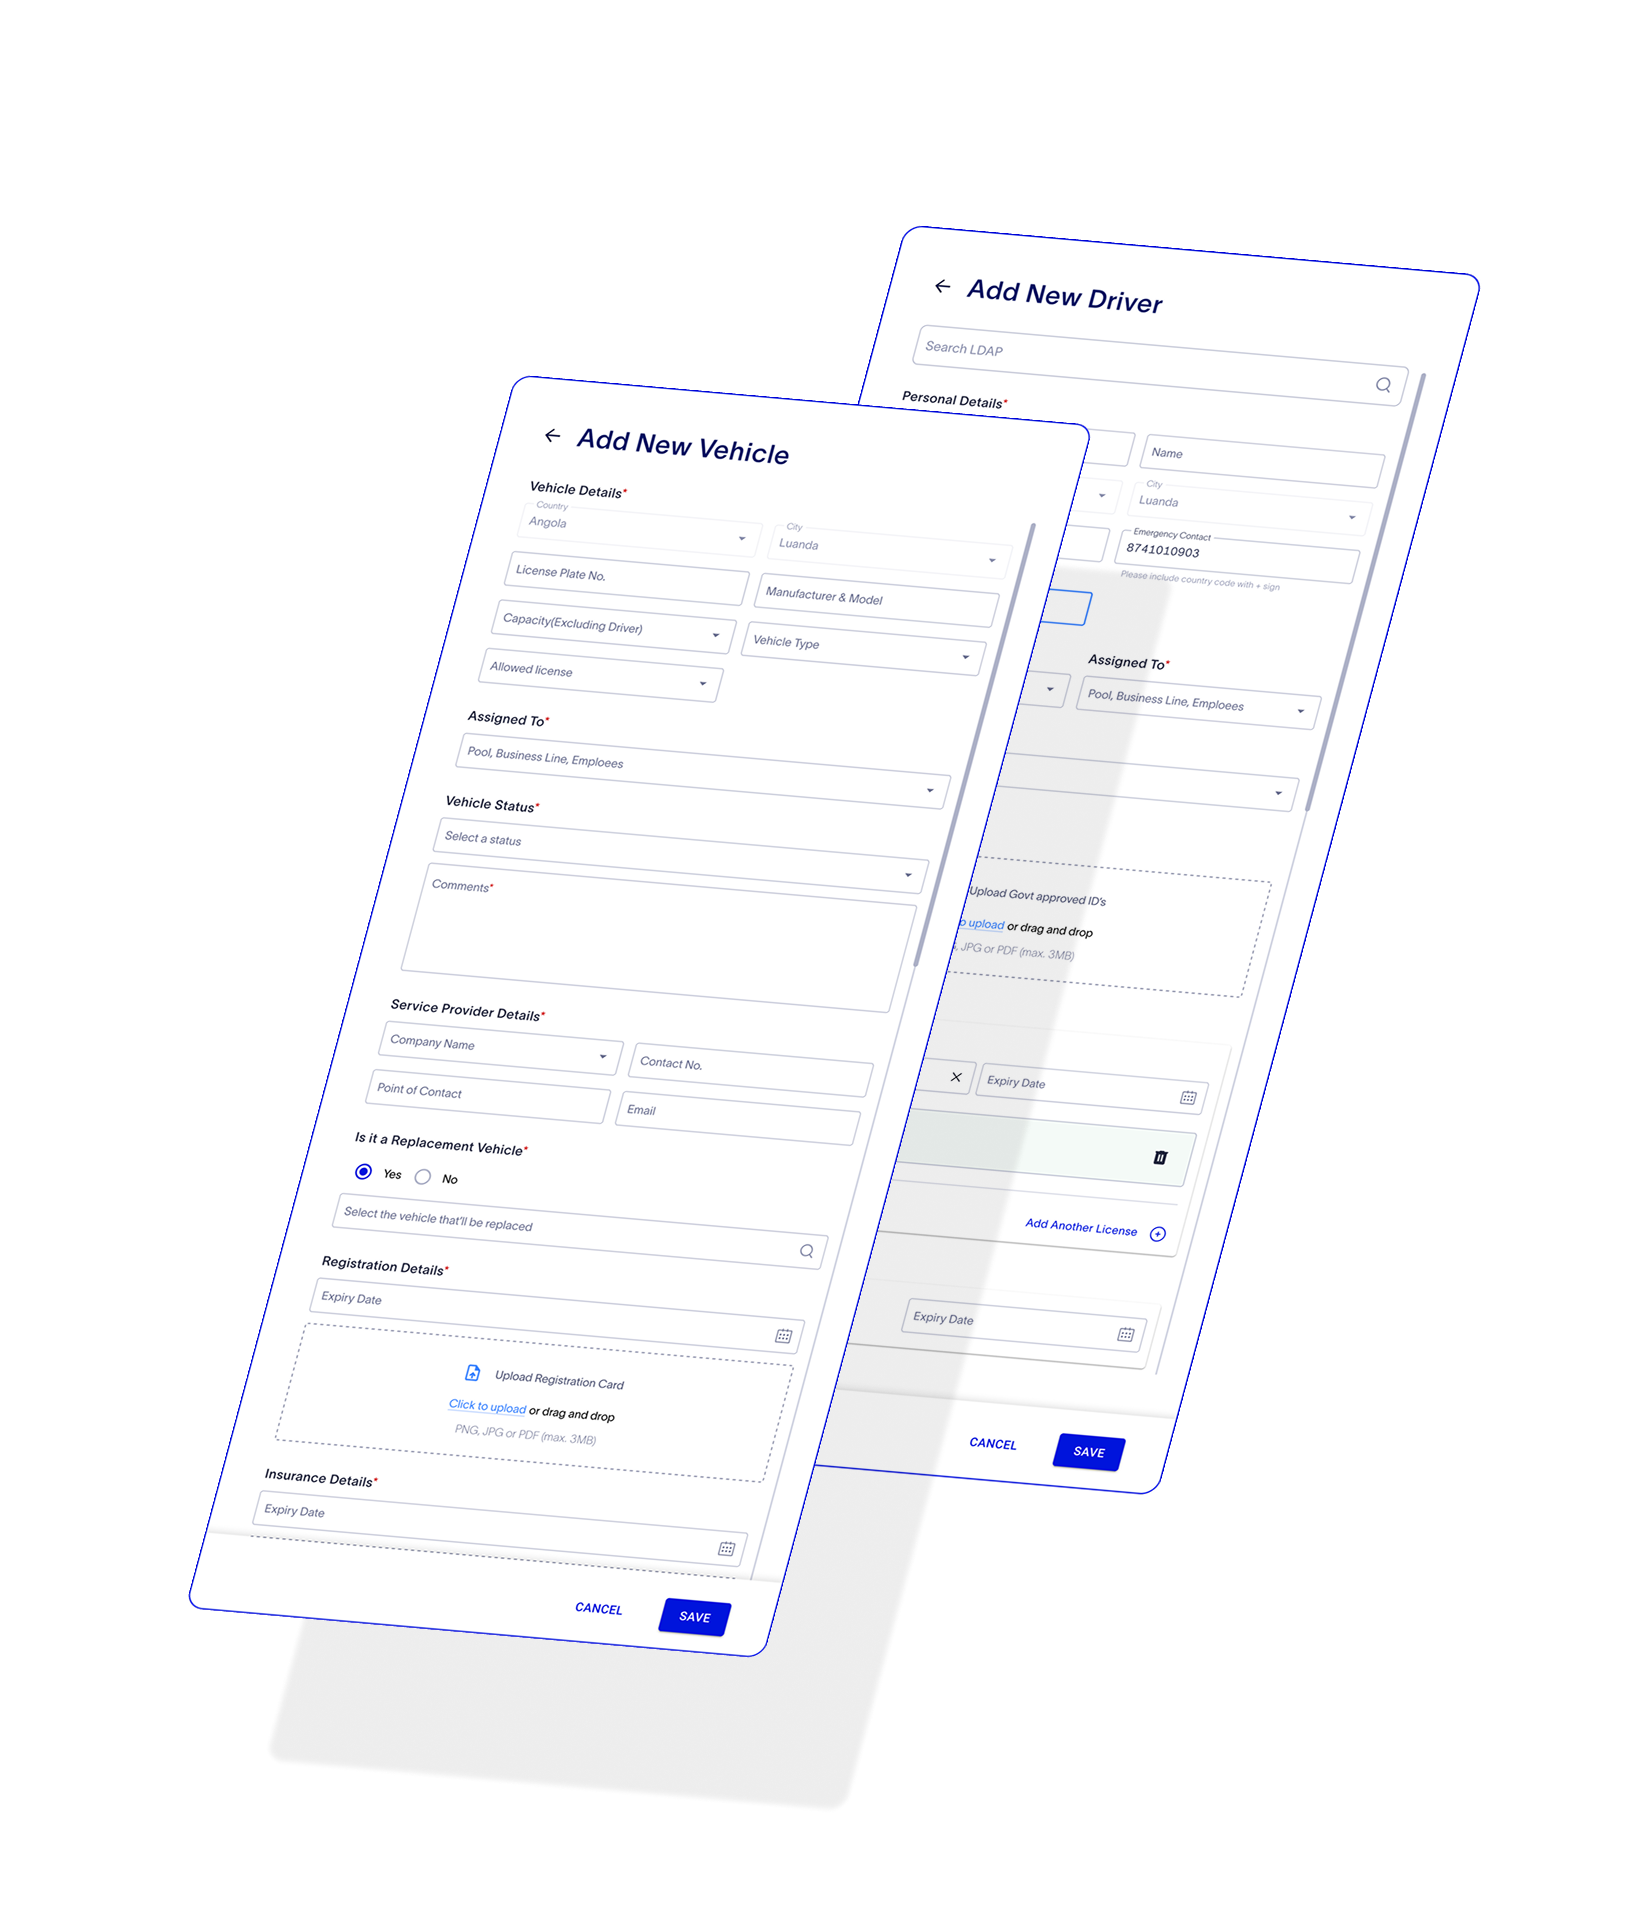 Add New Driver
Search LDAP
Personal Details*
Name
City
Luanda
Emergency Contact
8741010903
Please include country code with + sign
Assigned To*
Pool, Business Line, Emploees
Upload Govt approved ID's
upload or drag and drop
JPG or PDF (max. 3MB)
Expiry Date
Add Another License
Expiry Date
CANCEL
SAVE
Add New Vehicle
Vehicle Details*
Country
Angola
City
Luanda
License Plate No.
Manufacturer & Model
Capacity(Excluding Driver)
Vehicle Type
Allowed license
Assigned To*
Pool, Business Line, Emploees
Vehicle Status*
Select a status
Comments*
Service Provider Details*
Company Name
Contact No.
Point of Contact
Email
Is it a Replacement Vehicle*
Yes
No
Select the vehicle that'll be replaced
Registration Details*
Expiry Date
Upload Registration Card
Click to upload or drag and drop
PNG, JPG or PDF (max. 3MB)
Insurance Details*
Expiry Date
CANCEL
SAVE